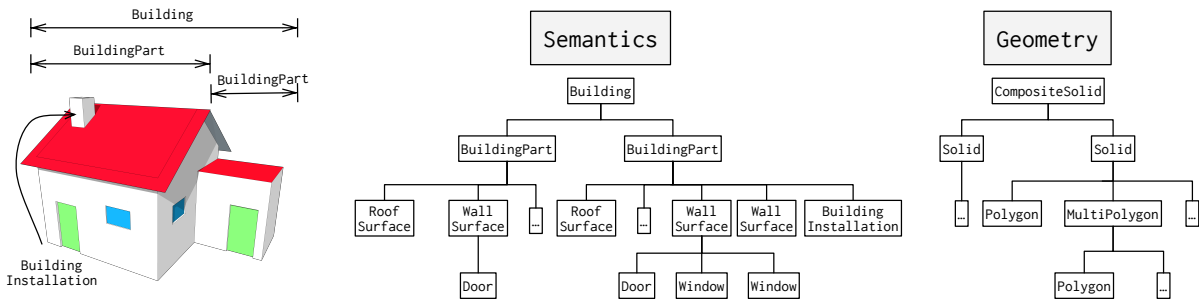 Building
BuildingPart
BuildingPart
Building
Installation
Semantics
Building
BuildingPart
BuildingPart
Roof
Surface
Wall
Surface
…
Roof
Surface
…
Wall
Surface
Wall
Surface
Building
Installation
Door
Door
Window
Window
Geometry
CompositeSolid
Solid
Solid
…
Polygon
MultiPolygon
…
Polygon
…